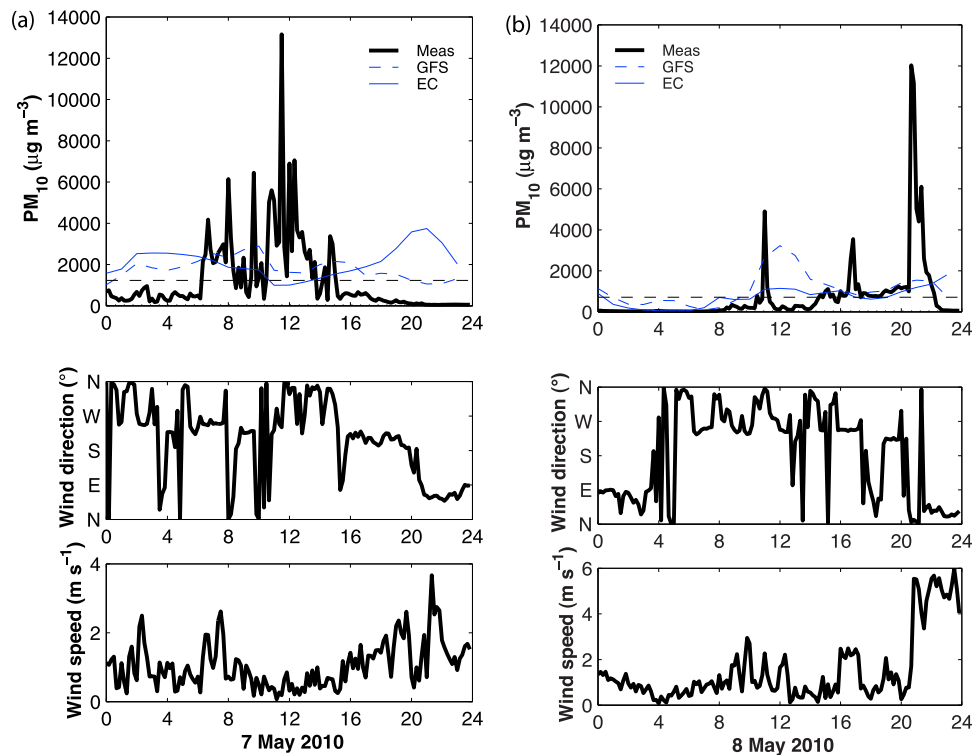 (a)
PM10 (μg m−3)
14000
12000
10000
8000
6000
4000
2000
0
Meas
GFS
EC
0 4 8 12 16 20 24
Wind direction (°)
N
W
S
E
N
0 4 8 12 16 20 24
Wind speed (m s−1)
4
2
0
0 4 8 12 16 20 24
7 May 2010
(b)
PM10 (μg m−3)
14000
12000
10000
8000
6000
4000
2000
0
Meas
GFS
EC
0 4 8 12 16 20 24
Wind direction (°)
N
W
S
E
N
0 4 8 12 16 20 24
Wind speed (m s−1)
6
4
2
0
0 4 8 12 16 20 24
8 May 2010